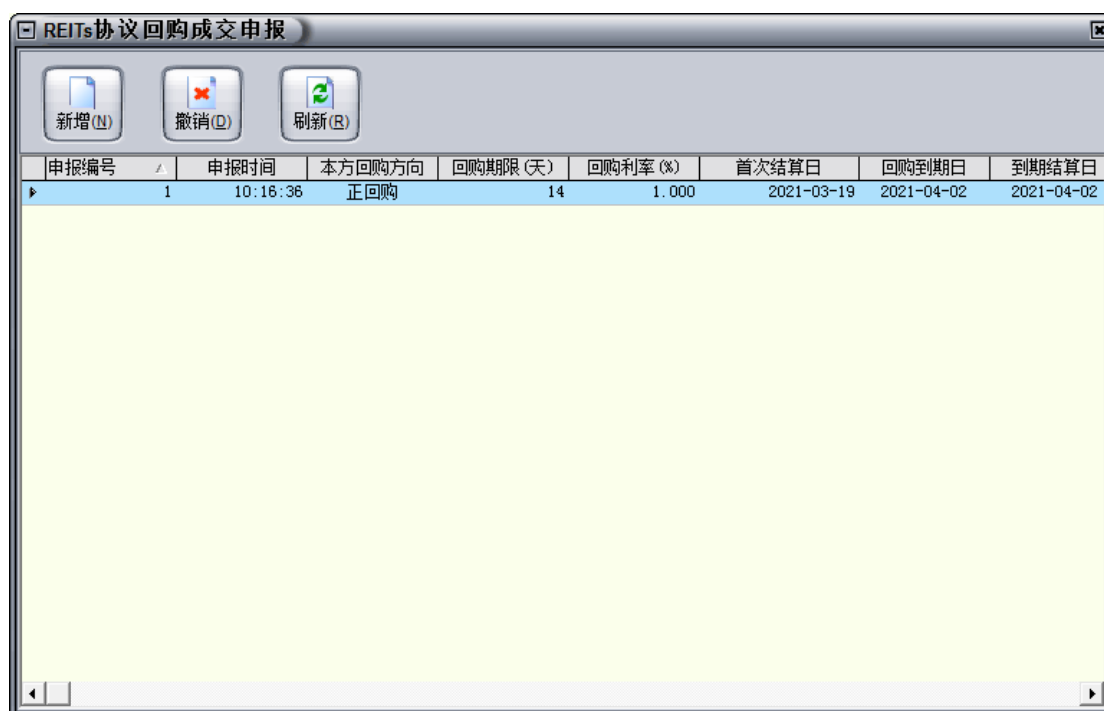 REITs协议回购成交申报
新增(N) 撤销(D) 刷新(R)
申报编号 申报时间 本方回购方向 回购期限(天) 回购利率(%) 首次结算日 回购到期日 到期结算日
1 10:16:36 正回购 14 1.000 2021-03-19 2021-04-02 2021-04-02